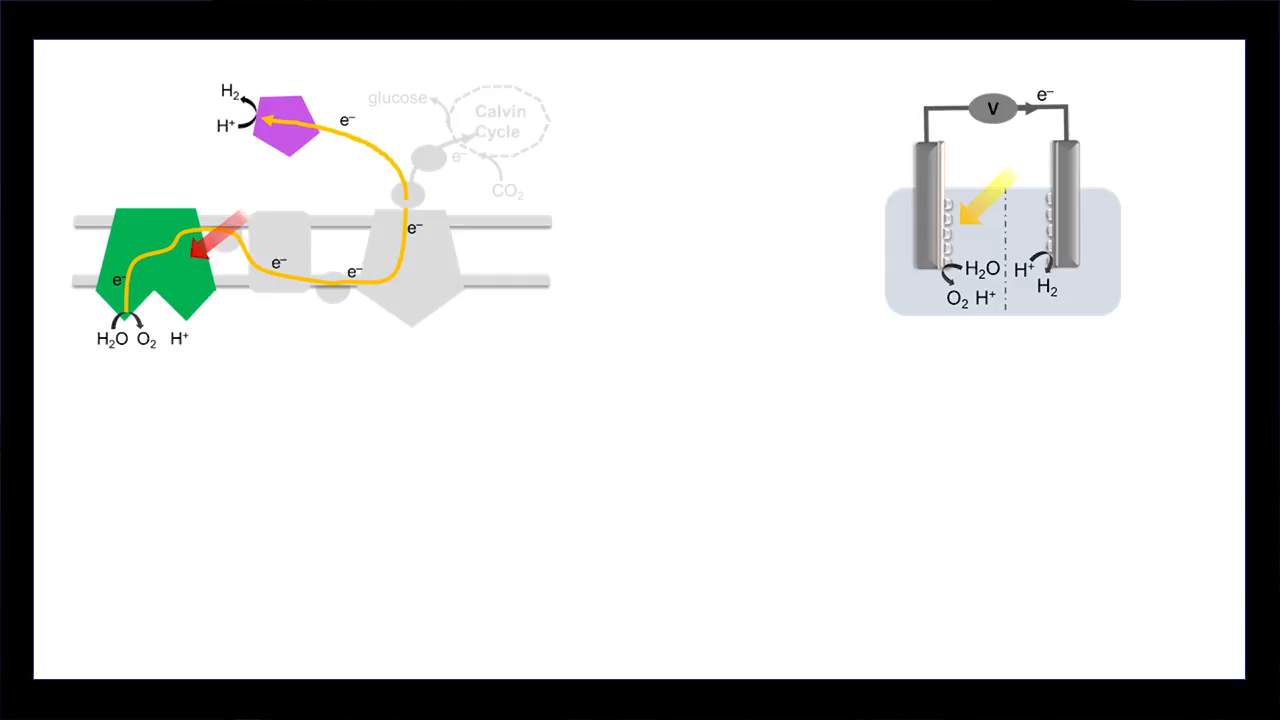 H₂
H⁺
e⁻
glucose
Calvin
Cycle
e⁻
CO₂
e⁻
e⁻
e⁻
e⁻
H₂O O₂ H⁺
V
e⁻
H₂O
O₂ H⁺
H⁺
H₂